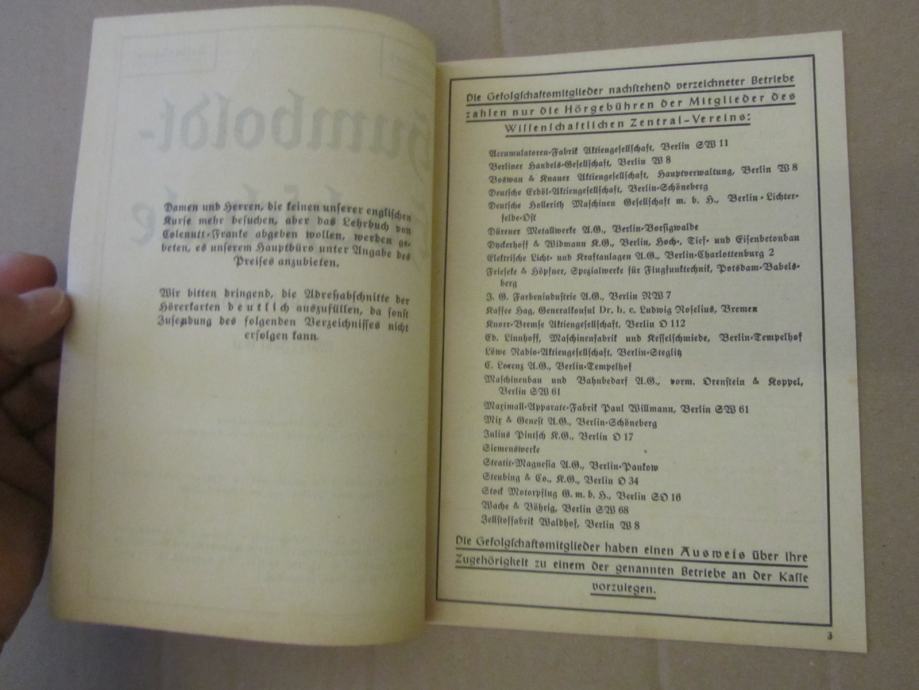 Damen und Herren, die keinen unserer englischen
Kurse mehr besuchen, aber das Lehrbuch von
Colenutt-Franke abgeben wollen, werden ge-
beten, es unserem Hauptbüro unter Angabe des
Preises anzubieten.
Wir bitten dringend, die Adreßabschnitte der
Hörerkarten deutlich auszufüllen, da sonst
Zusendung des folgenden Verzeichnisses nicht
erfolgen kann.
Die Gefolgschaftsmitglieder nachstehend verzeichneter Betriebe
zahlen nur die Hörgebühren der Mitglieder des
Wissenschaftlichen Zentral-Vereins:
Accumulatoren-Fabrik Aktiengesellschaft, Berlin SW 11
Berliner Handels-Gesellschaft, Berlin W 8
Boswau & Knauer Aktiengesellschaft, Hauptverwaltung, Berlin W 8
Deutsche Erdöl-Aktiengesellschaft, Berlin-Schöneberg
Deutsche Hollerith Maschinen Gesellschaft m. b. H., Berlin-Lichter-
felde-Ost
Dürener Metallwerke A.G., Berlin-Borsigwalde
Dyckerhoff & Widmann K.G., Berlin, Hoch-, Tief- und Eisenbetonbau
Elektrische Licht- und Kraftanlagen A.G., Berlin-Charlottenburg 2
Frieseke & Höpfner, Spezialwerke für Flugfunktechnik, Potsdam-Babels-
berg
I. G. Farbenindustrie A.G., Berlin NW 7
Kaffee Hag, Generalkonsul Dr. h. c. Ludwig Roselius, Bremen
Knorr-Bremse Aktiengesellschaft, Berlin O 112
Ed. Linnhoff, Maschinenfabrik und Kesselschmiede, Berlin-Tempelhof
Löwe Radio-Aktiengesellschaft, Berlin-Steglitz
C. Lorenz A.G., Berlin-Tempelhof
Maschinenbau und Bahnbedarf A.G., vorm. Orenstein & Koppel,
Berlin SW 61
Maximall-Apparate-Fabrik Paul Willmann, Berlin SW 61
Mix & Genest A.G., Berlin-Schöneberg
Julius Pintsch K.G., Berlin O 17
Siemenswerke
Steatit-Magnesia A.G., Berlin-Pankow
Steubing & Co., K.G., Berlin O 34
Stock Motorpflug G. m. b. H., Berlin SO 16
Wache & Böhrig, Berlin SW 68
Zellstoffabrik Waldhof, Berlin W 8
Die Gefolgschaftsmitglieder haben einen Ausweis über ihre
Zugehörigkeit zu einem der genannten Betriebe an der Kasse
vorzulegen.
3